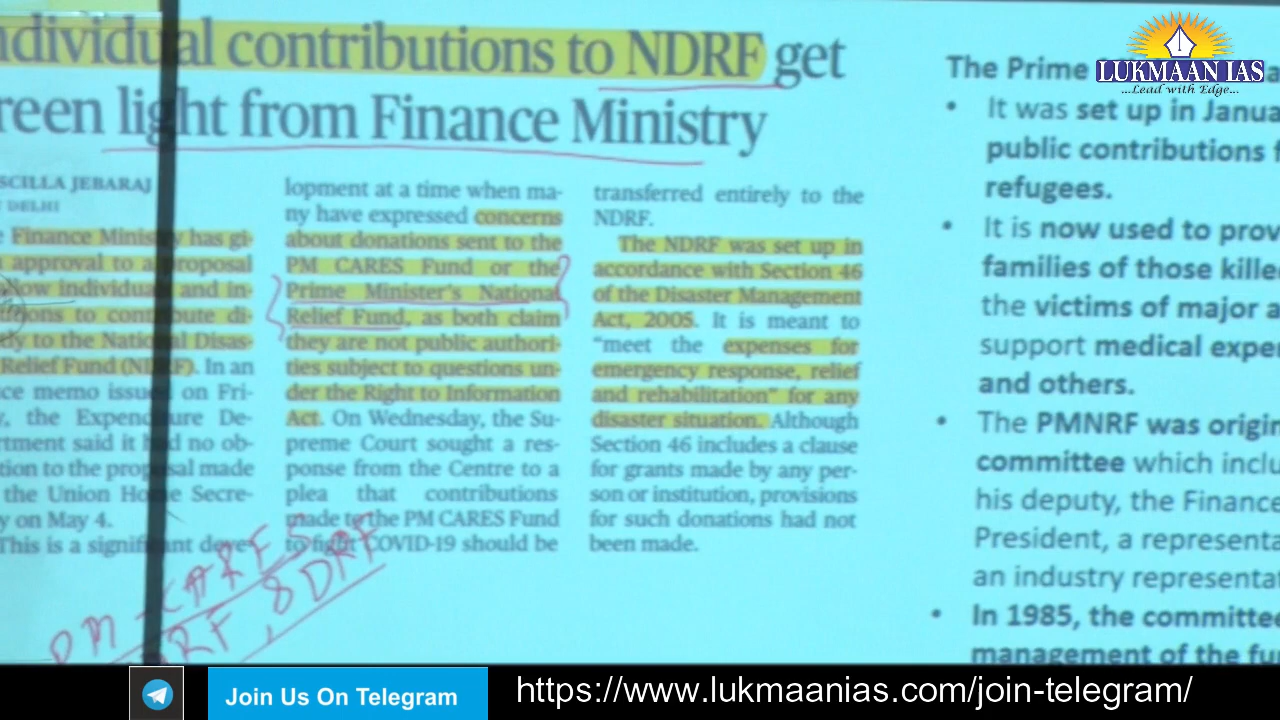 ndividual contributions to NDRF get
reen light from Finance Ministry
SCILLA JEBARAJ
DELHI
Finance Ministry has gi-
approval to a proposal
low individuals and in-
tions to contribute di-
ly to the National Disas-
Relief Fund (NDRF). In an
ce memo issued on Fri-
y, the Expenditure De-
rtment said it had no ob-
tion to the proposal made
the Union Home Secre-
y on May 4.
This is a significant deve-
lopment at a time when ma-
ny have expressed concerns
about donations sent to the
PM CARES Fund or the
Prime Minister's National
Relief Fund, as both claim
they are not public authori-
ties subject to questions un-
der the Right to Information
Act. On Wednesday, the Su-
preme Court sought a res-
ponse from the Centre to a
plea that contributions
made to the PM CARES Fund
to fight COVID-19 should be
transferred entirely to the
NDRF.
The NDRF was set up in
accordance with Section 46
of the Disaster Management
Act, 2005. It is meant to
"meet the expenses for
emergency response, relief
and rehabilitation" for any
disaster situation. Although
Section 46 includes a clause
for grants made by any per-
son or institution, provisions
for such donations had not
been made.
PM-CARES
RF, SDRF
The Prime
• It was set up in Janua
public contributions f
refugees.
• It is now used to prov
families of those kille
the victims of major a
support medical expe
and others.
• The PMNRF was origin
committee which inclu
his deputy, the Finance
President, a representa
an industry representat
• In 1985, the committee
management of the fu
LUKMAAN IAS
...Lead with Edge...
Join Us On Telegram
https://www.lukmaanias.com/join-telegram/